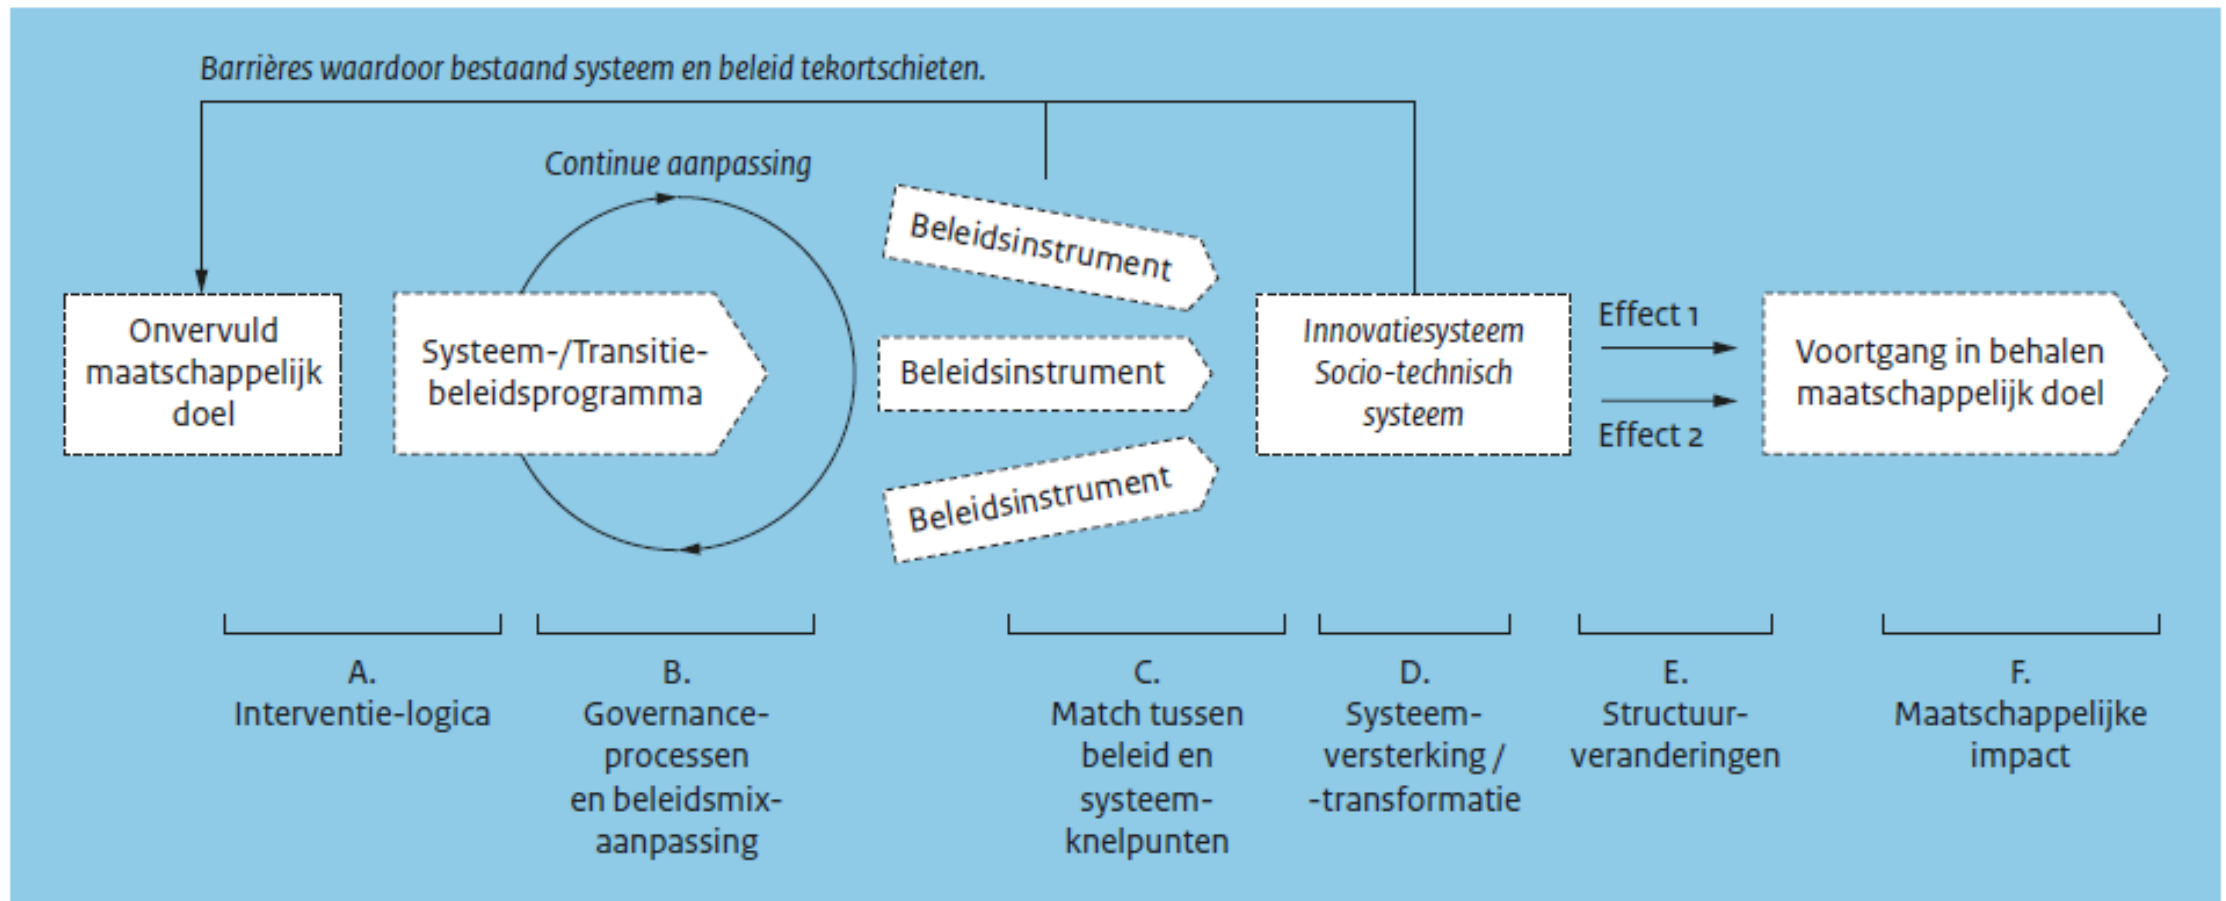 Barrières waardoor bestaand systeem en beleid tekortschieten.
Continue aanpassing
Onvervuld
maatschappelijk
doel
Systeem-/Transitie-
beleidsprogramma
Beleidsinstrument
Beleidsinstrument
Beleidsinstrument
Innovatiesysteem
Socio-technisch
systeem
Effect 1
Effect 2
Voortgang in behalen
maatschappelijk doel
A.
Interventie-logica
B.
Governance-
processen
en beleidsmix-
aanpassing
C.
Match tussen
beleid en
systeem-
knelpunten
D.
Systeem-
versterking /
-transformatie
E.
Structuur-
veranderingen
F.
Maatschappelijke
impact